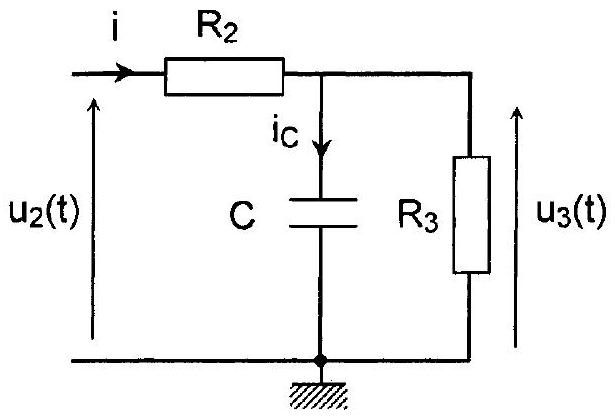 i
R₂
iC
u₂(t)
C
R₃
u₃(t)